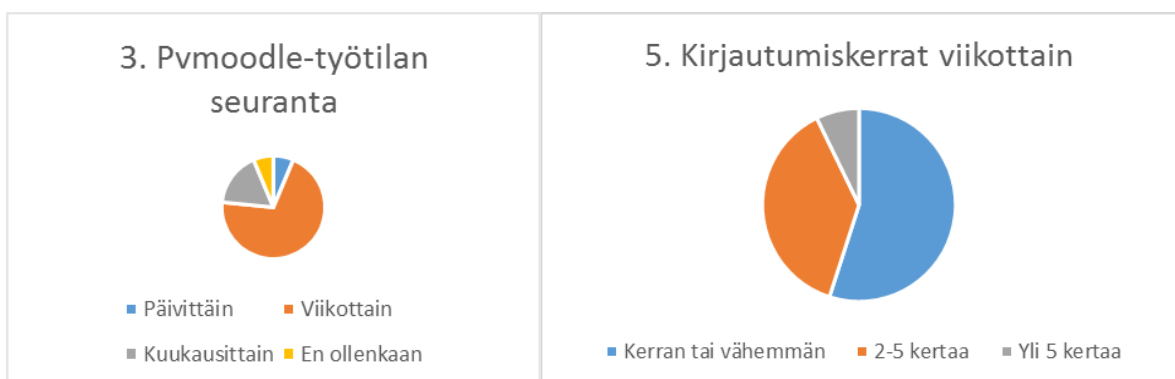 3. Pvmoodle-työtilan
seuranta
Päivittäin
Viikottain
Kuukausittain
En ollenkaan
5. Kirjautumiskerrat viikottain
Kerran tai vähemmän
2-5 kertaa
Yli 5 kertaa